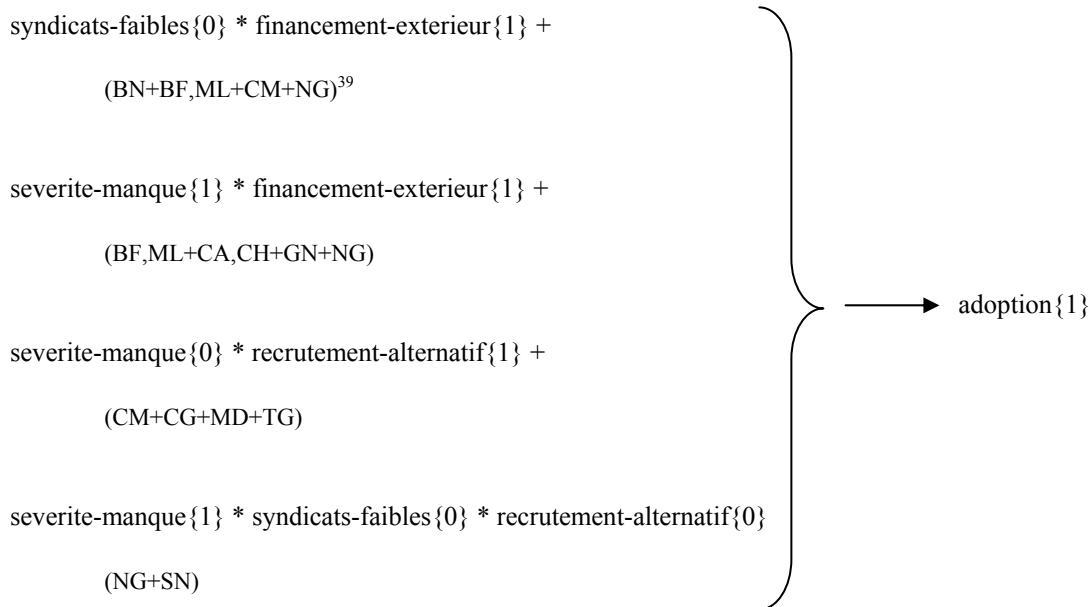 syndicats-faibles{0} * financement-exterieur{1} +
(BN+BF,ML+CM+NG)³⁹
severite-manque{1} * financement-exterieur{1} +
(BF,ML+CA,CH+GN+NG)
adoption{1}
severite-manque{0} * recrutement-alternatif{1} +
(CM+CG+MD+TG)
severite-manque{1} * syndicats-faibles{0} * recrutement-alternatif{0}
(NG+SN)